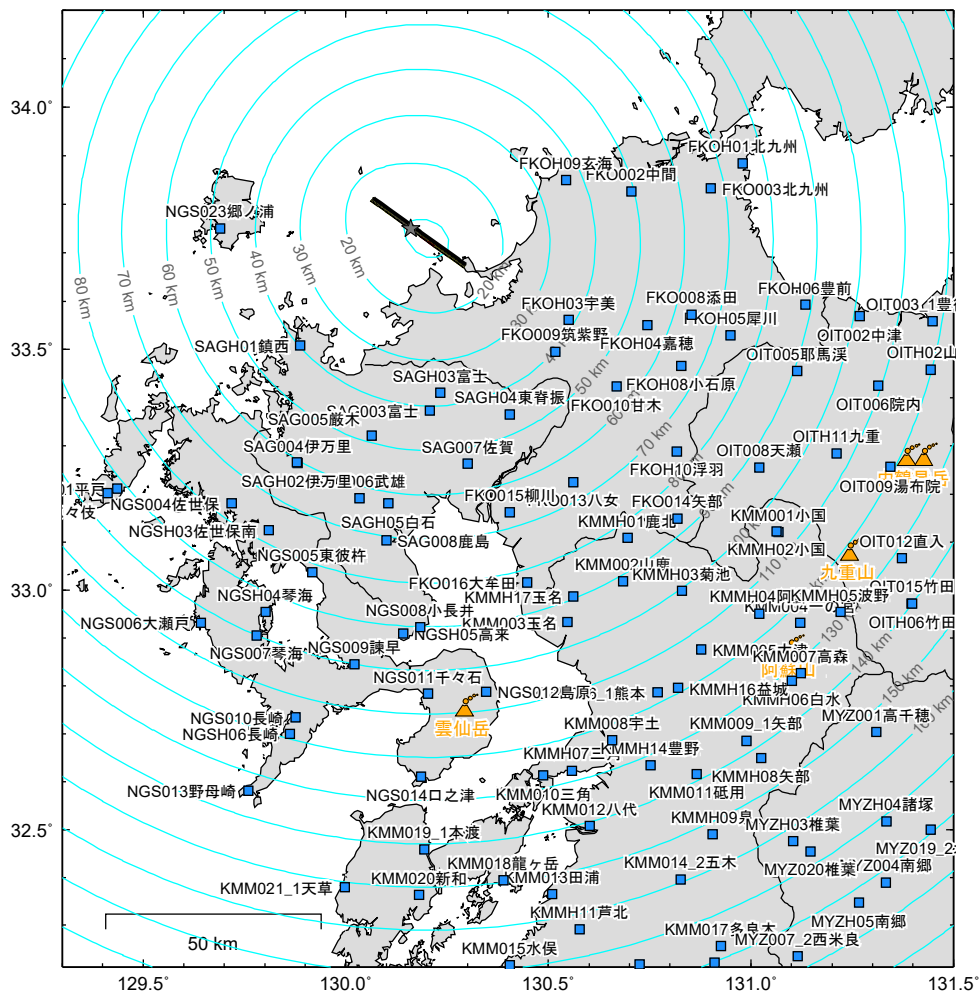 34.0°
33.5°
33.0°
32.5°
129.5°
130.0°
130.5°
131.0°
131.5°
50 km
20 km
30 km
40 km
50 km
60 km
70 km
80 km
20 km
50 km
60 km
70 km
110 km
130 km
140 km
150 km
FKOH01北九州
FKOH09玄海
FKO002中間
FKO003北九州
NGS023郷ノ浦
FKOH03宇美
FKO008添田
FKOH06豊前
FKOH05犀川
OIT002中津
FKO009筑紫野
FKOH04嘉穂
SAGH01鎮西
OIT005耶馬渓
SAGH03富士
FKOH08小石原
SAGH04東脊振
FKO010甘木
OIT006院内
SAG003富士
SAG005厳木
OITH11九重
SAG004伊万里
SAG007佐賀
OIT008天瀬
FKOH10浮羽
SAGH02伊万里
06武雄
OIT009湯布院
FKO015柳川
013八女
FKO014矢部
NGS004佐世保
SAGH05白石
KMMH01鹿北
KMM001小国
NGSH03佐世保南
SAG008鹿島
KMMH02小国
OIT012直入
NGS005東彼杵
KMM002山鹿
KMMH03菊池
九重山
FKO016大牟田
OIT015竹田
NGSH04琴海
KMMH17玉名
KMMH05波野
NGS008小長井
NGS006大瀬戸
KMM003玉名
OITH06竹田
NGSH05高来
NGS007琴海
NGS009諫早
KMM007高森
阿蘇山
NGS011千々石
NGS012島原
6_1熊本
KMMH16益城
KMMH06白水
NGS010長崎
雲仙岳
KMM008宇土
KMM009_1矢部
MYZ001高千穂
NGSH06長崎
KMMH14豊野
KMMH08矢部
NGS013野母崎
KMM010三角
KMM011砥用
NGS014口之津
KMM012八代
MYZH04諸塚
KMMH09泉
MYZH03椎葉
KMM019_1本渡
KMM018龍ヶ岳
KMM014_2五木
MYZ020椎葉
KMM021_1天草
KMM020新和
KMM013田浦
KMMH11芦北
MYZH05南郷
KMM017多良木
MYZ007_2西米良
KMM015水俣